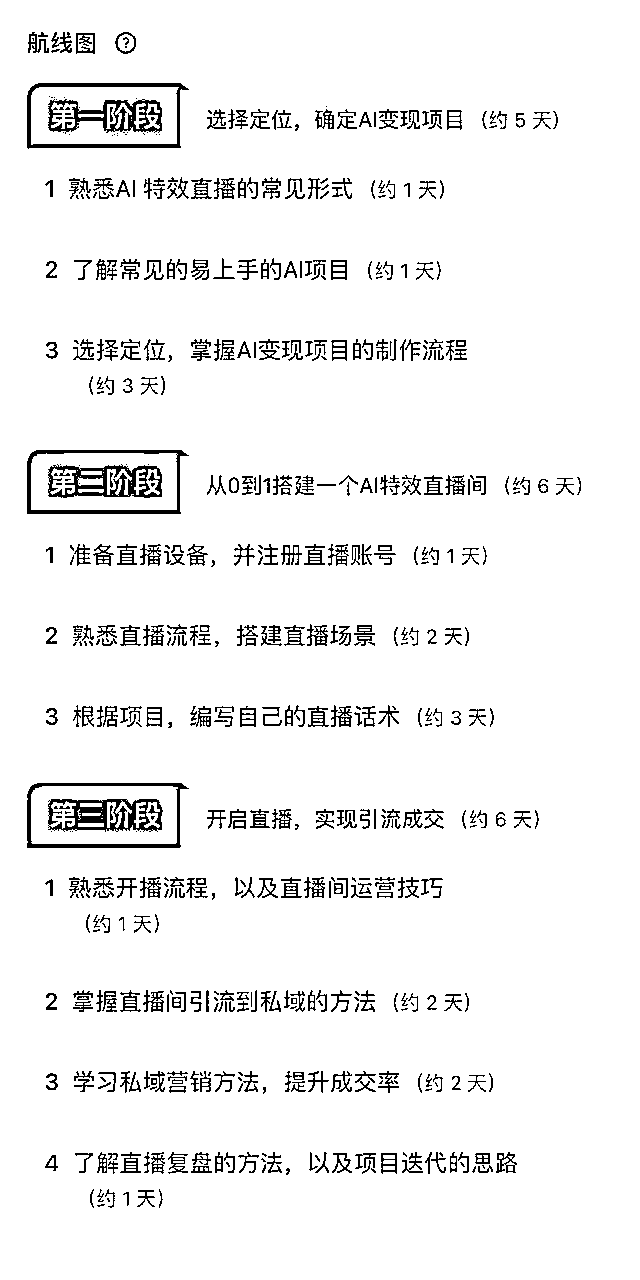 航线图 ?
第一阶段 选择定位，确定AI变现项目（约 5 天）
1 熟悉AI 特效直播的常见形式（约 1 天）
2 了解常见的易上手的AI项目（约 1 天）
3 选择定位，掌握AI变现项目的制作流程
（约 3 天）
第二阶段 从0到1搭建一个AI特效直播间（约 6 天）
1 准备直播设备，并注册直播账号（约 1 天）
2 熟悉直播流程，搭建直播场景（约 2 天）
3 根据项目，编写自己的直播话术（约 3 天）
第三阶段 开启直播，实现引流成交（约 6 天）
1 熟悉开播流程，以及直播间运营技巧
（约 1 天）
2 掌握直播间引流到私域的方法（约 2 天）
3 学习私域营销方法，提升成交率（约 2 天）
4 了解直播复盘的方法，以及项目迭代的思路
（约 1 天）